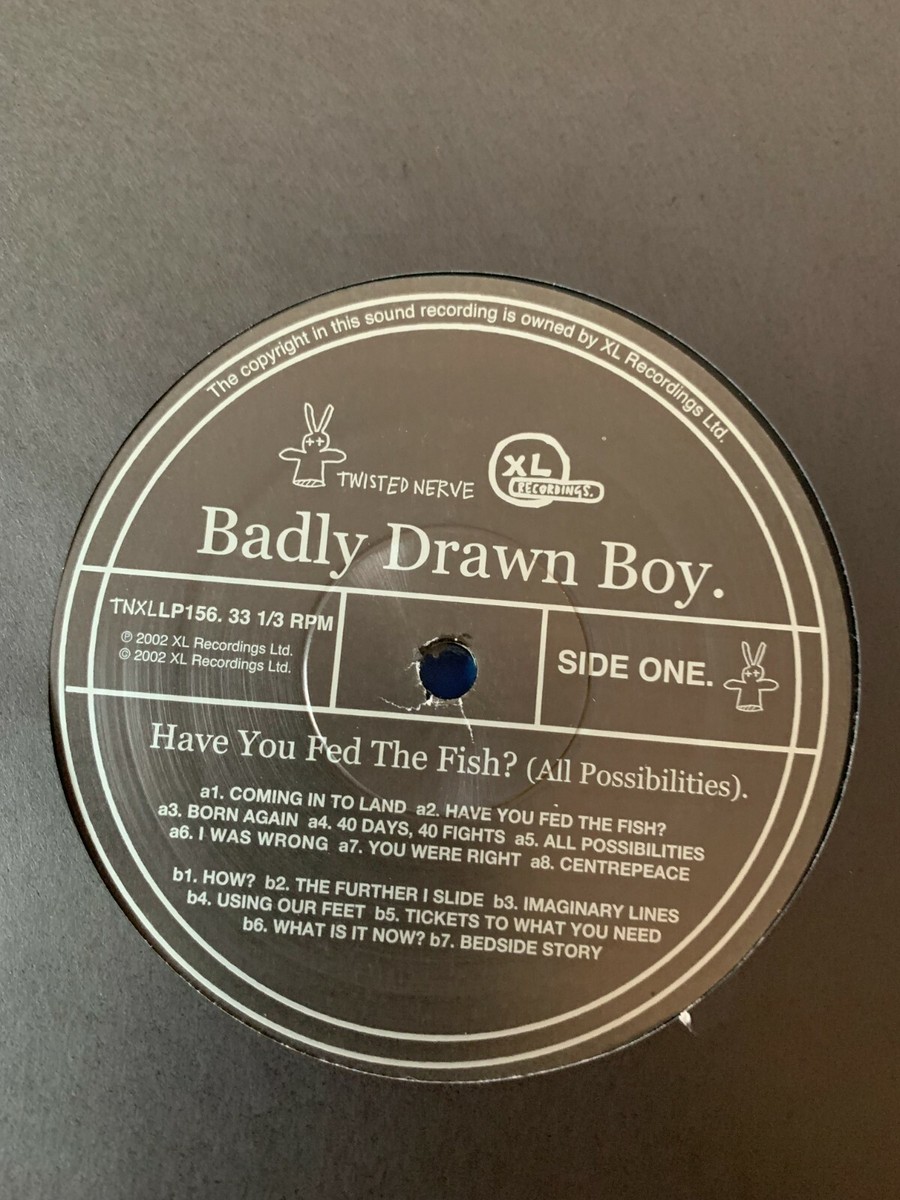 The copyright in this sound recording is owned by XL Recordings Ltd.
TWISTED NERVE
XL
RECORDINGS.
Badly Drawn Boy.
TNXLLP156. 33 1/3 RPM
℗ 2002 XL Recordings Ltd.
© 2002 XL Recordings Ltd.
SIDE ONE.
Have You Fed The Fish? (All Possibilities).
a1. COMING IN TO LAND a2. HAVE YOU FED THE FISH?
a3. BORN AGAIN a4. 40 DAYS, 40 FIGHTS a5. ALL POSSIBILITIES
a6. I WAS WRONG a7. YOU WERE RIGHT a8. CENTREPEACE
b1. HOW? b2. THE FURTHER I SLIDE b3. IMAGINARY LINES
b4. USING OUR FEET b5. TICKETS TO WHAT YOU NEED
b6. WHAT IS IT NOW? b7. BEDSIDE STORY